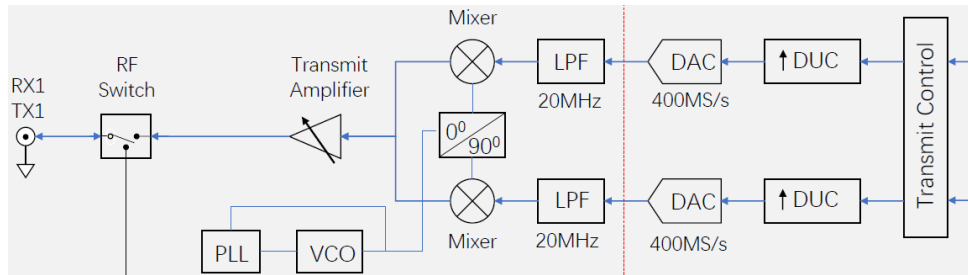 Mixer
RX1
TX1
RF
Switch
Transmit
Amplifier
LPF
20MHz
DAC
400MS/s
↑ DUC
Transmit Control
0⁰
90⁰
PLL
VCO
Mixer
LPF
20MHz
DAC
400MS/s
↑ DUC